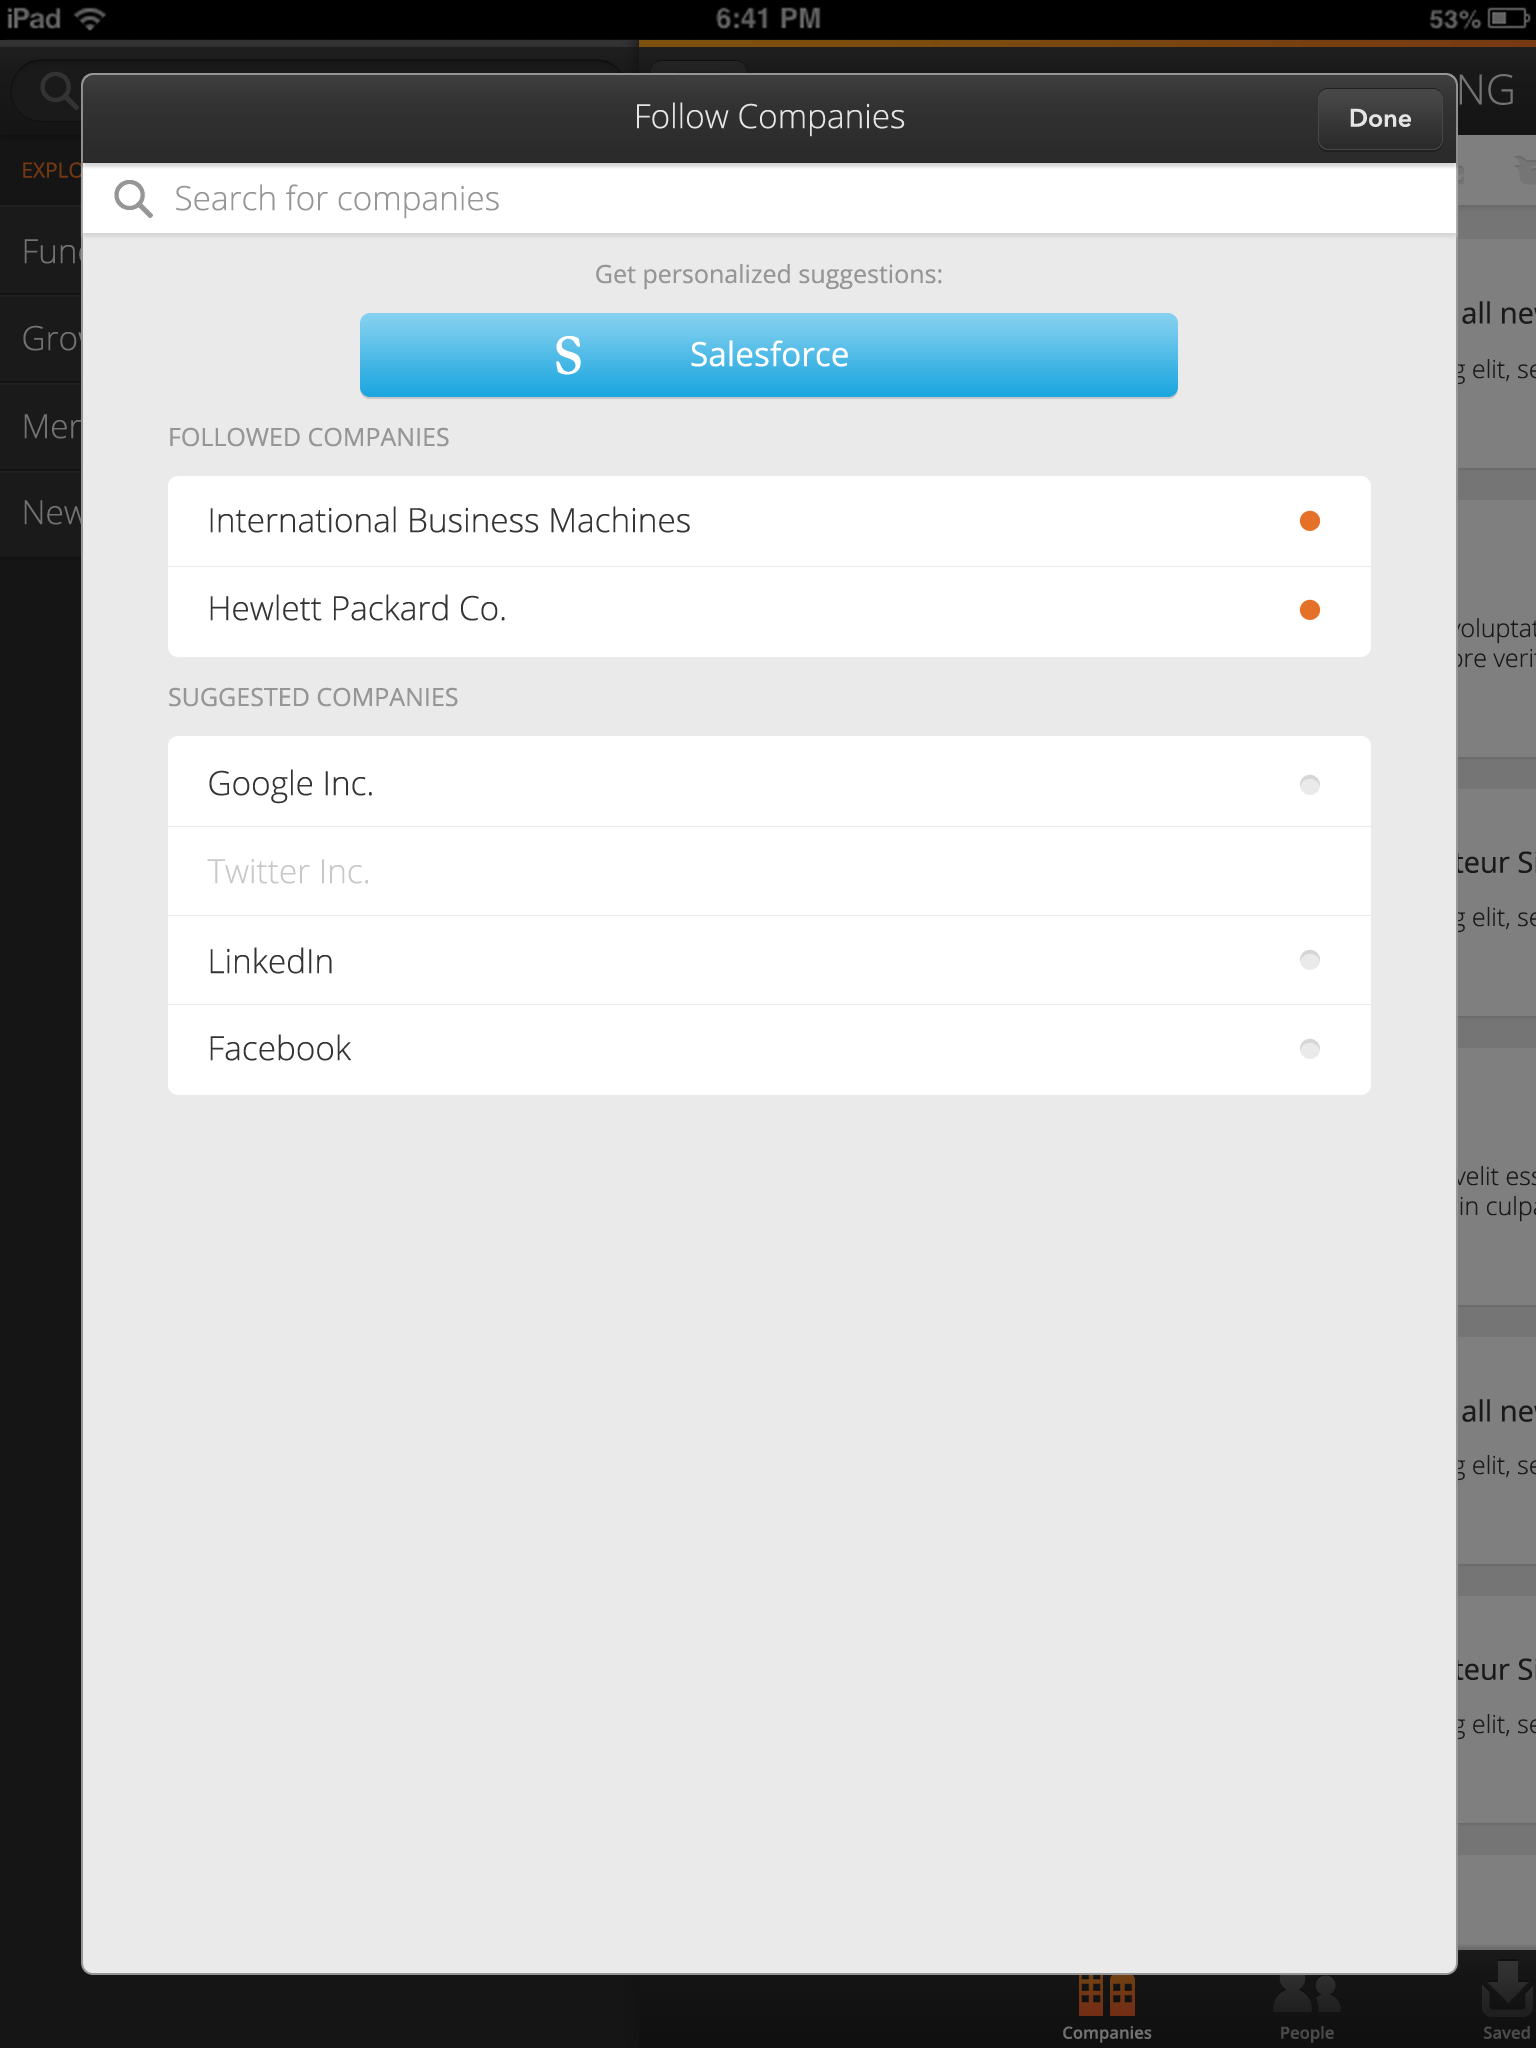 iPad
6:41 PM
53%
NG
Follow Companies
Done
Search for companies
EXPLO
Get personalized suggestions:
S Salesforce
FOLLOWED COMPANIES
International Business Machines
Hewlett Packard Co.
SUGGESTED COMPANIES
Google Inc.
Twitter Inc.
LinkedIn
Facebook
Fun
Gro
Mer
New
all ne
g elit, se
voluptat
ore veri
teur Si
g elit, se
velit ess
in culpa
all ne
g elit, se
teur Si
g elit, se
Companies
People
Saved